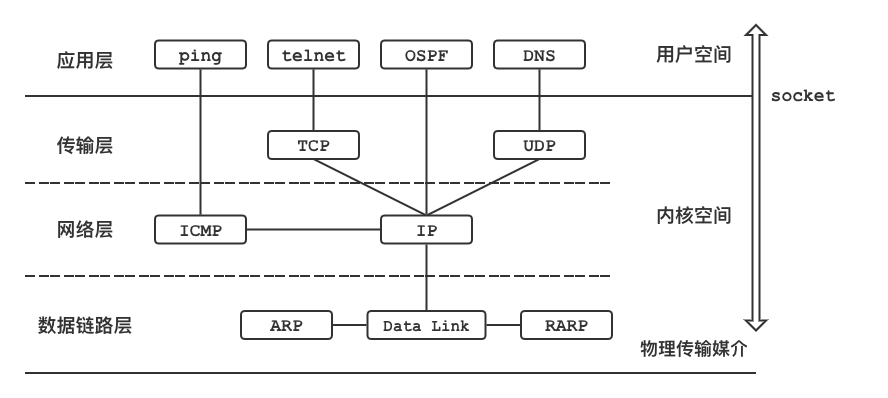 应用层
ping
telnet
OSPF
DNS
用户空间
socket
传输层
TCP
UDP
网络层
ICMP
IP
内核空间
数据链路层
ARP
Data Link
RARP
物理传输媒介